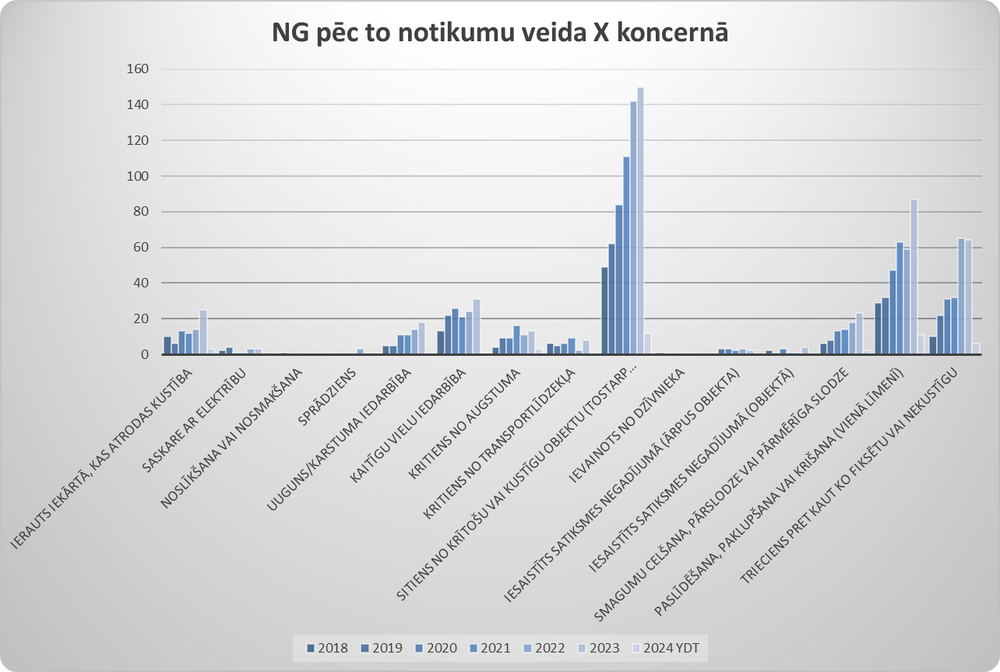 NG pēc to notikumu veida X koncernā
160
140
120
100
80
60
40
20
0
IERAUTS IEKĀRTĀ, KAS ATRODAS KUSTĪBA
SASKARE AR ELEKTRĪBU
NOSLĪKŠANA VAI NOSMAKŠANA
SPRĀDZIENS
UUGUNS/KARSTUMA IEDARBĪBA
KAITĪGU VIELU IEDARBĪBA
KRITIENS NO AUGSTUMA
KRITIENS NO TRANSPORTLĪDZEKĻA
SITIENS NO KRĪTOŠU VAI KUSTĪGU OBJEKTU (TOSTARP…
IEVAINOTS NO DZĪVNIEKA
IESAISTĪTS SATIKSMES NEGADĪJUMĀ (ĀRPUS OBJEKTA)
IESAISTĪTS SATIKSMES NEGADĪJUMĀ (OBJEKTĀ)
SMAGUMU CELŠANA, PĀRSLODZE VAI PĀRMĒRĪGA SLODZE
PASLĪDĒŠANA, PAKLUPŠANA VAI KRIŠANA (VIENĀ LĪMENĪ)
TRIECIENS PRET KAUT KO FIKSĒTU VAI NEKUSTĪGU
2018 2019 2020 2021 2022 2023 2024 YDT